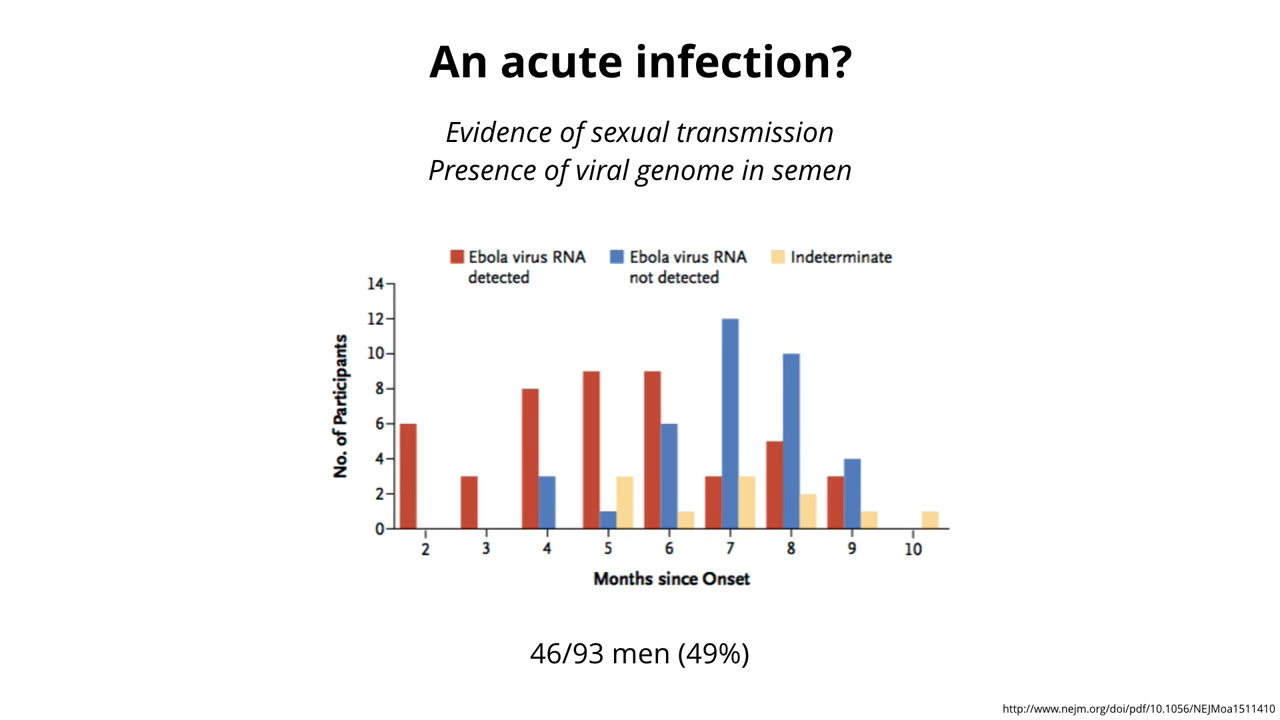 An acute infection?
Evidence of sexual transmission
Presence of viral genome in semen
Ebola virus RNA detected
Ebola virus RNA not detected
Indeterminate
No. of Participants
14
12
10
8
6
4
2
0
2 3 4 5 6 7 8 9 10
Months since Onset
46/93 men (49%)
http://www.nejm.org/doi/pdf/10.1056/NEJMoa1511410